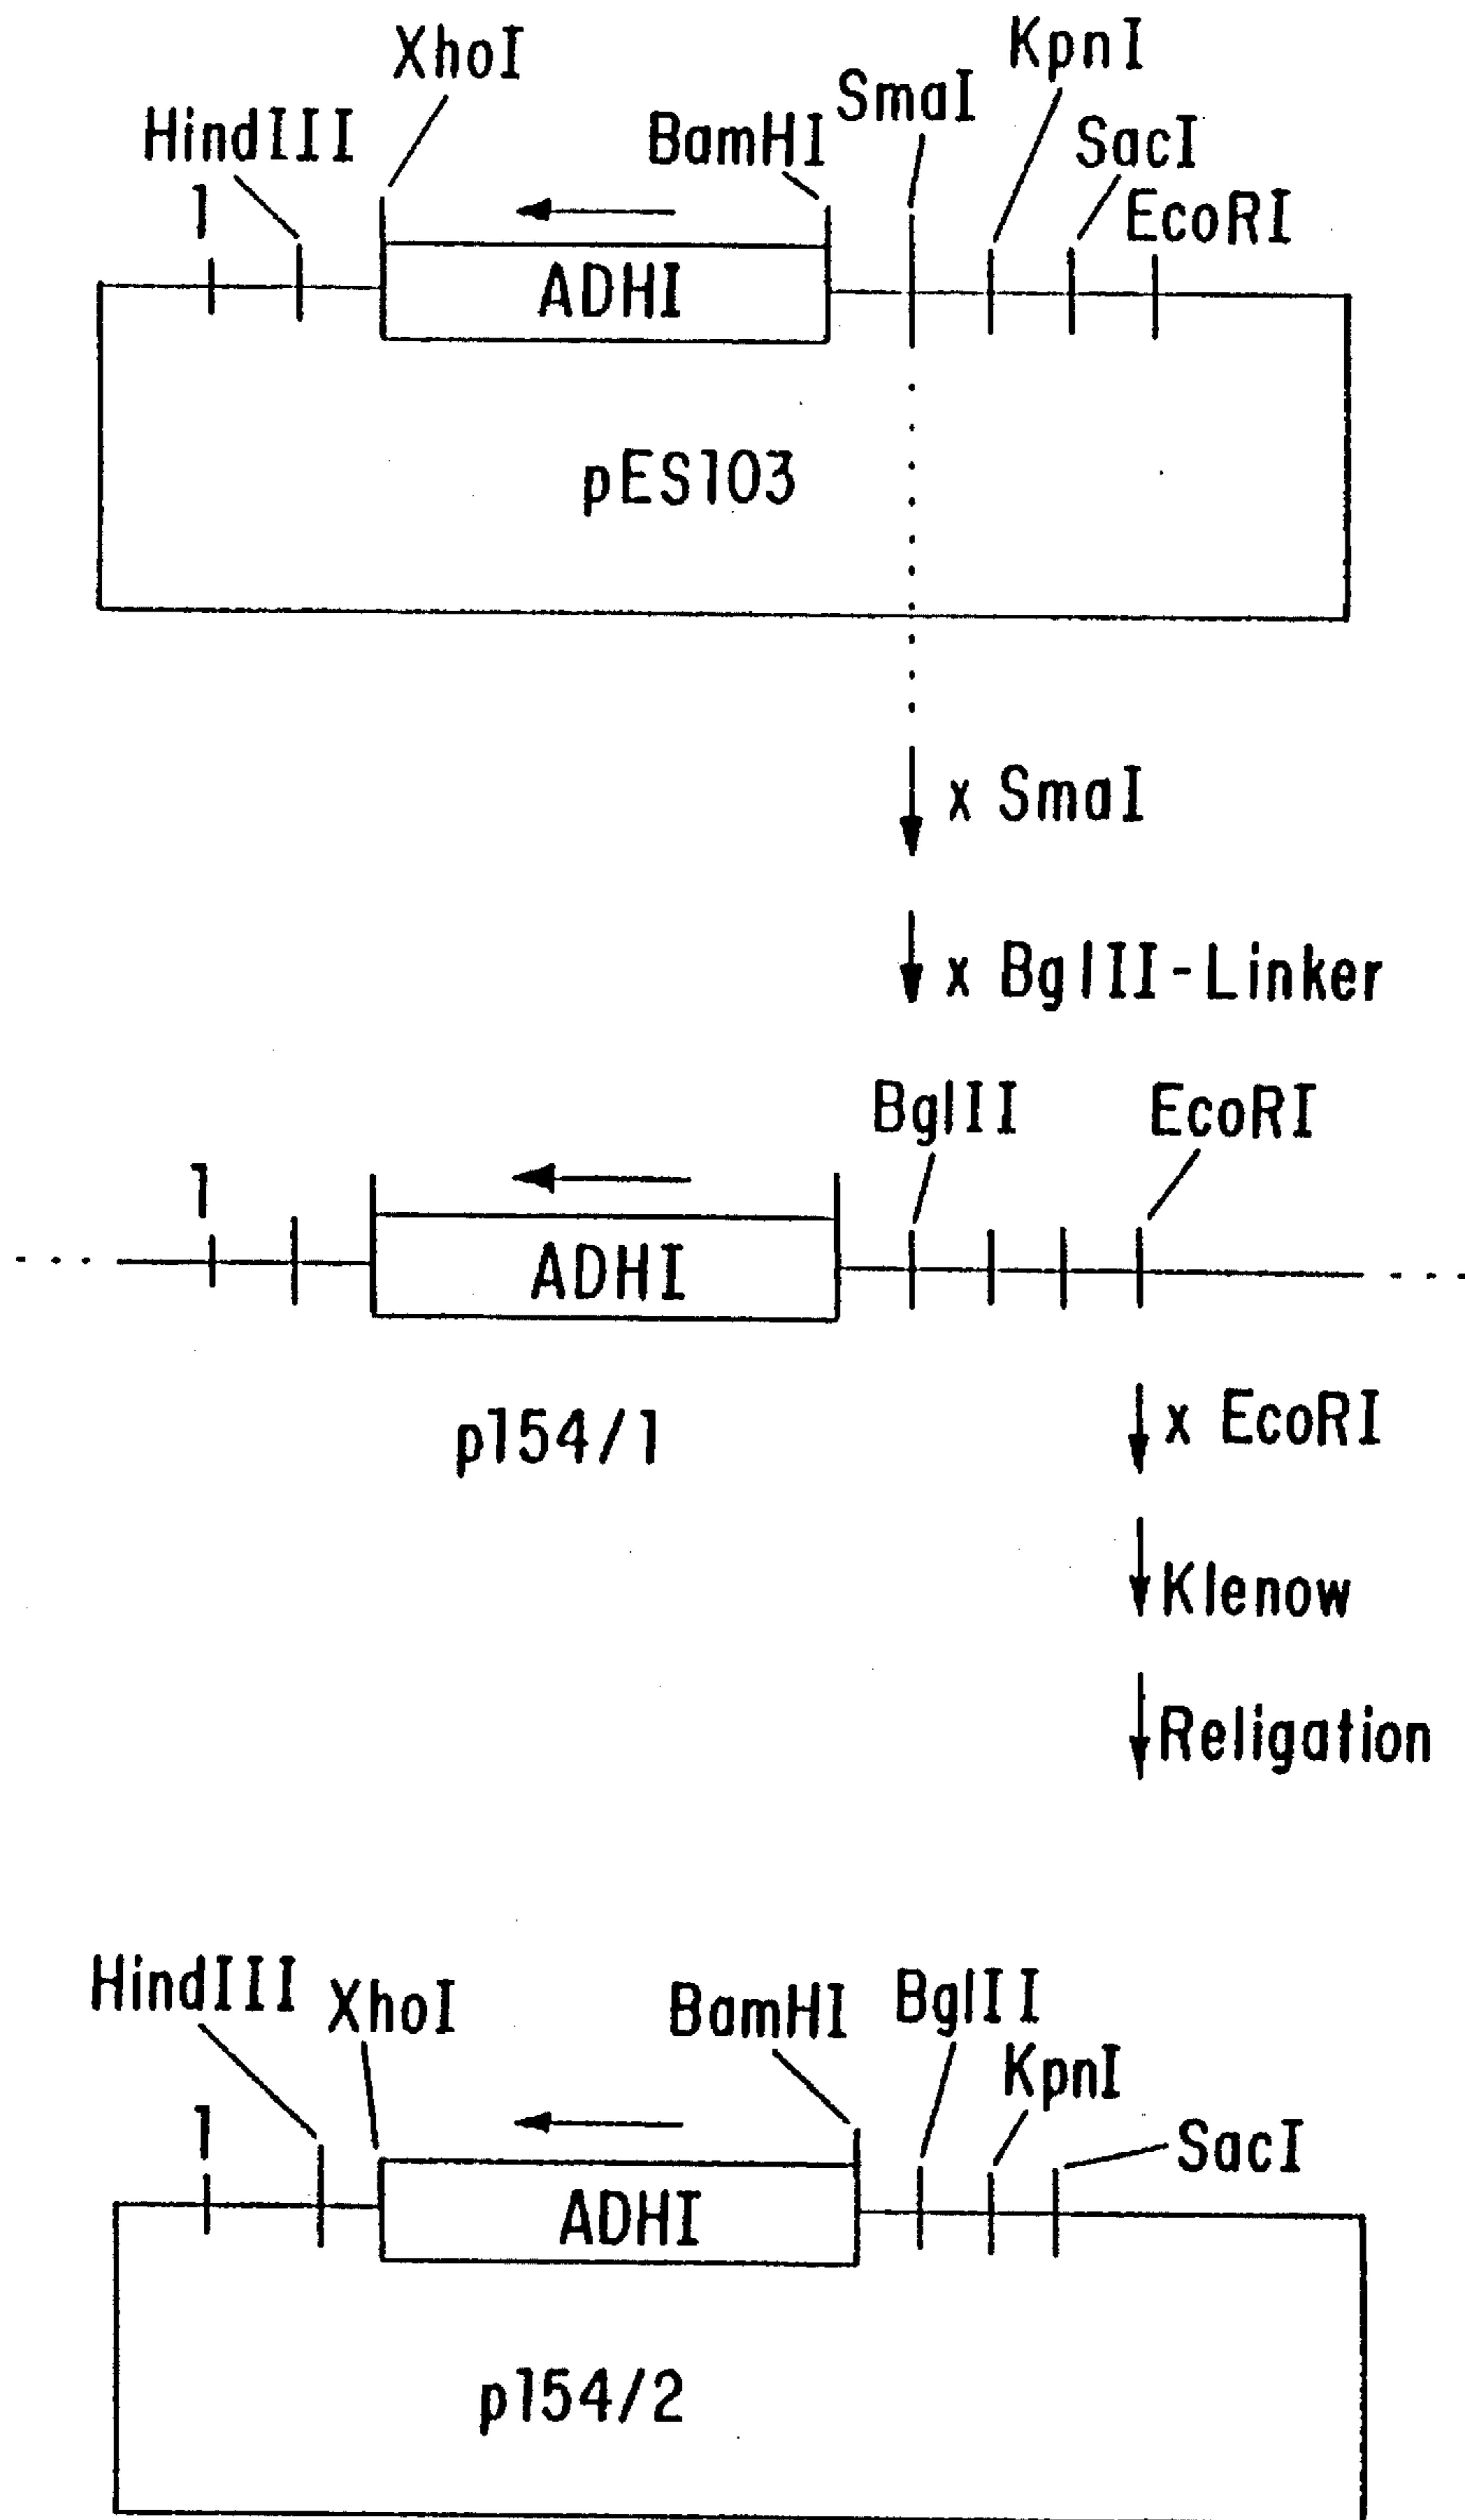 XhoI
KpnI
SmaI
HindIII
BamHI
SacI
1
EcoRI
ADHI
pES103
x SmaI
x BglII-Linker
BglII
EcoRI
1
ADHI
p154/1
x EcoRI
Klenow
Religation
HindIII
XhoI
BamHI
BglII
KpnI
1
SacI
ADHI
p154/2